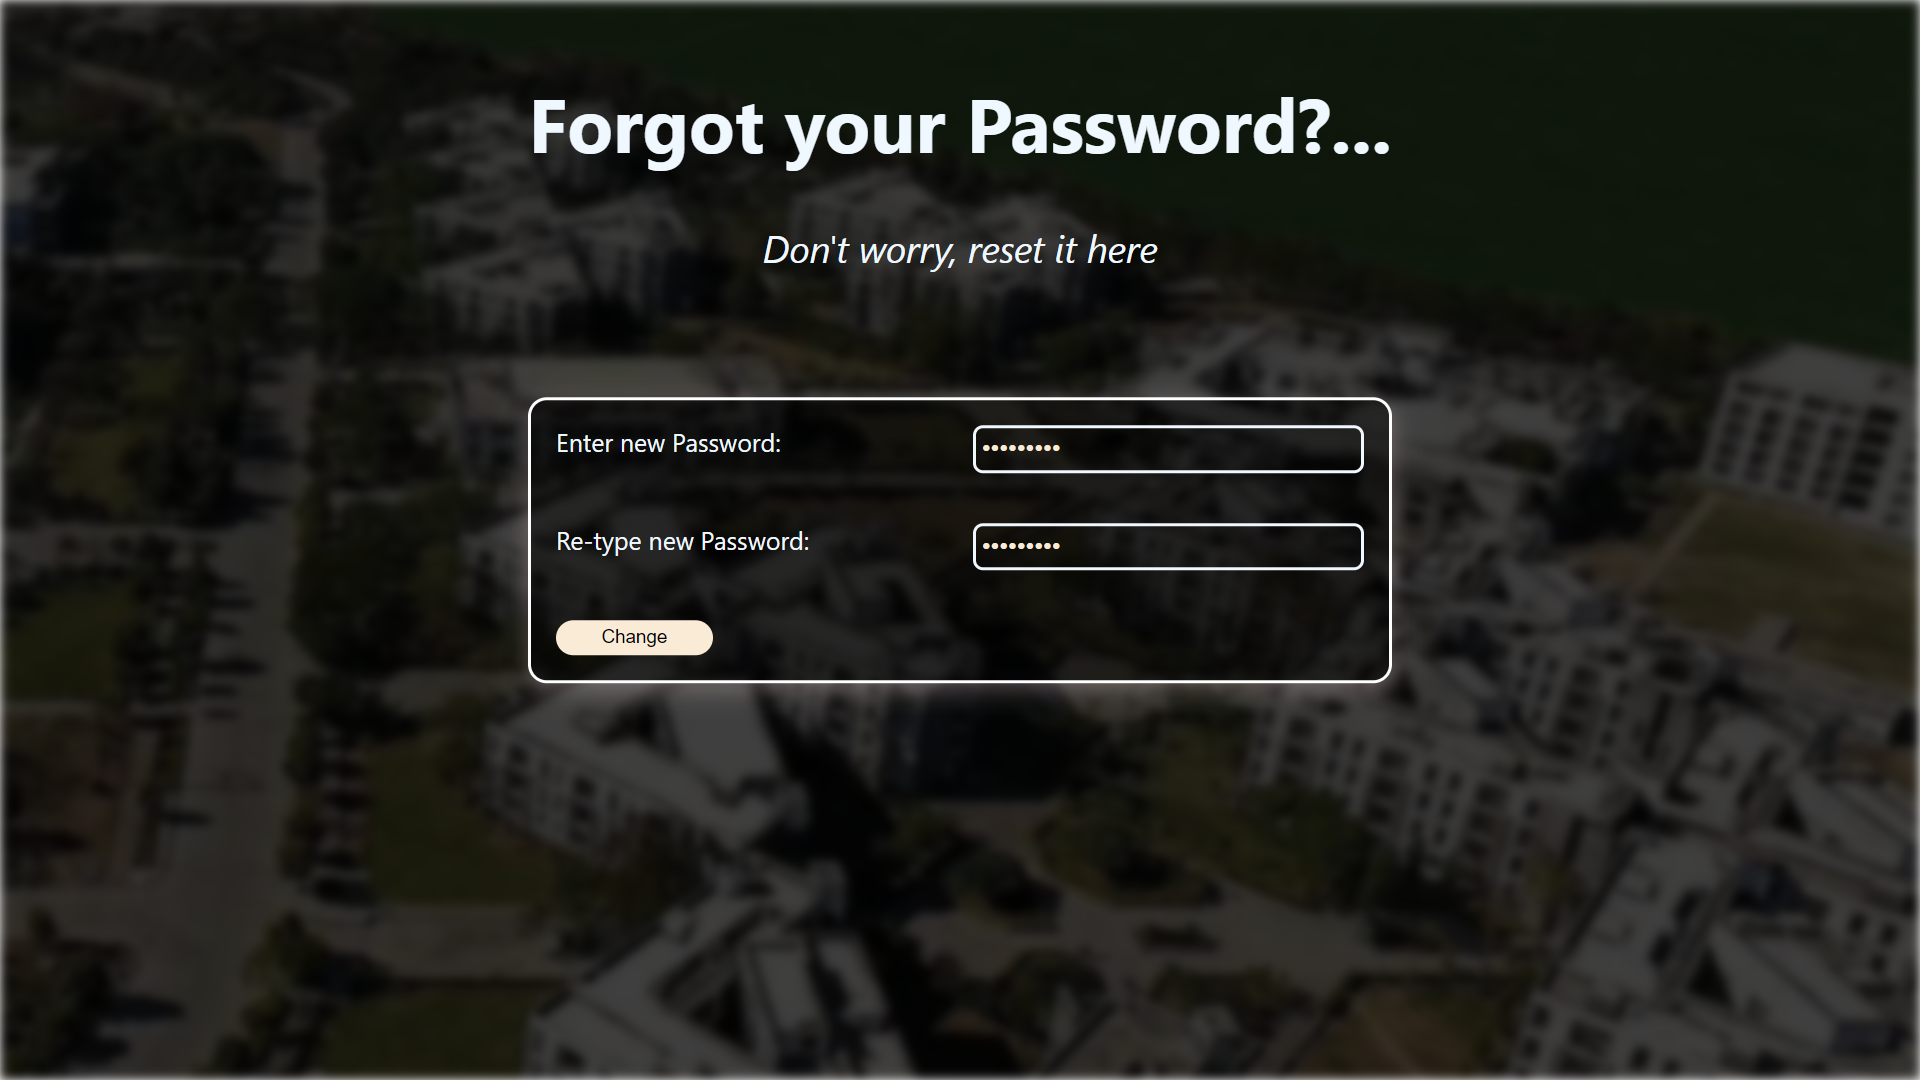 Forgot your Password?...
Don't worry, reset it here
Enter new Password: •••••••••
Re-type new Password: •••••••••
Change